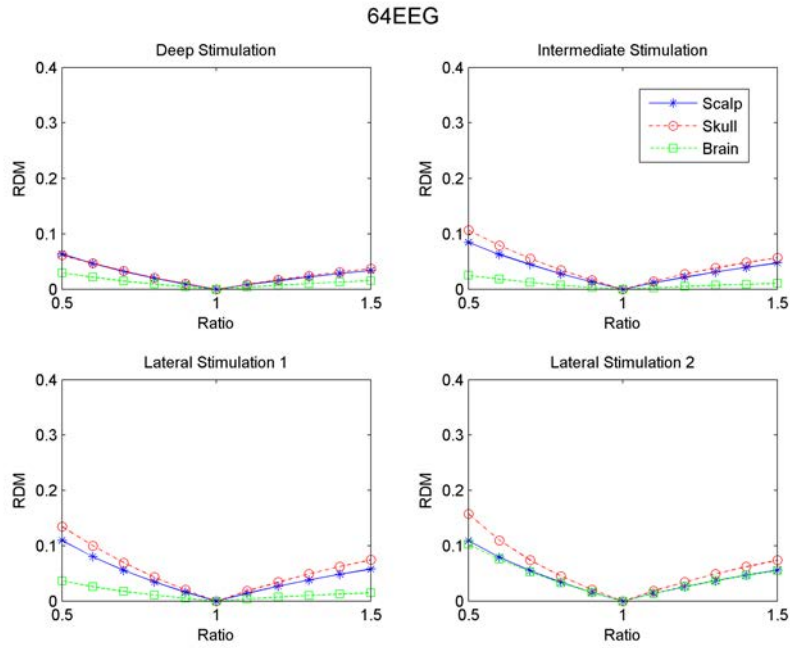 64EEG
Deep Stimulation
0.4
0.3
0.2
0.1
0
RDM
0.5
1
1.5
Ratio
Intermediate Stimulation
0.4
0.3
0.2
0.1
0
RDM
Scalp
Skull
Brain
0.5
1
1.5
Ratio
Lateral Stimulation 1
0.4
0.3
0.2
0.1
0
RDM
0.5
1
1.5
Ratio
Lateral Stimulation 2
0.4
0.3
0.2
0.1
0
RDM
0.5
1
1.5
Ratio